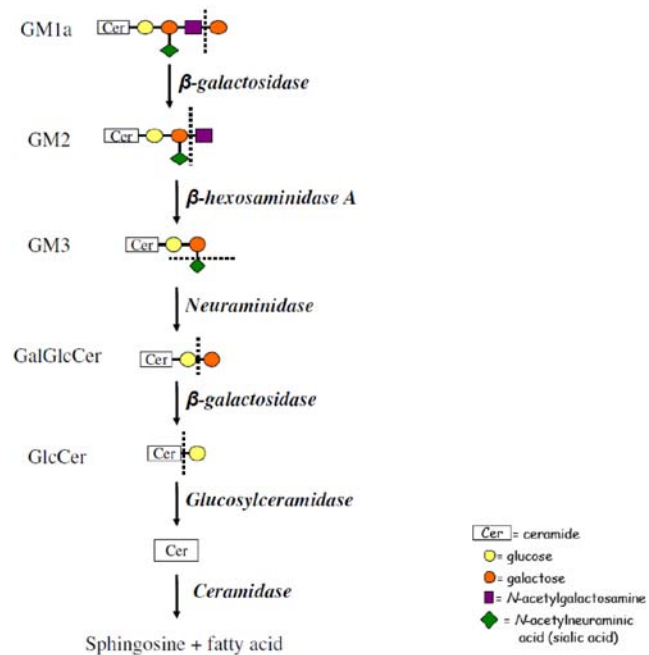 GM1a Cer
β-galactosidase
GM2 Cer
β-hexosaminidase A
GM3 Cer
Neuraminidase
GalGlcCer Cer
β-galactosidase
GlcCer Cer
Glucosylceramidase
Cer
Ceramidase
Sphingosine + fatty acid
Cer = ceramide
= glucose
= galactose
= N-acetylgalactosamine
= N-acetylneuraminic
acid (sialic acid)